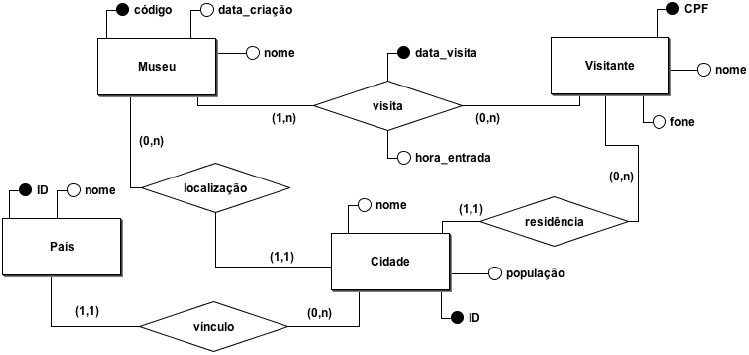 código
data_criação
CPF
Museu
nome
data_visita
Visitante
nome
visita
(1,n)
(0,n)
fone
(0,n)
hora_entrada
(0,n)
ID
nome
localização
nome
(1,1)
residência
País
(1,1)
Cidade
população
(1,1)
vínculo
(0,n)
ID